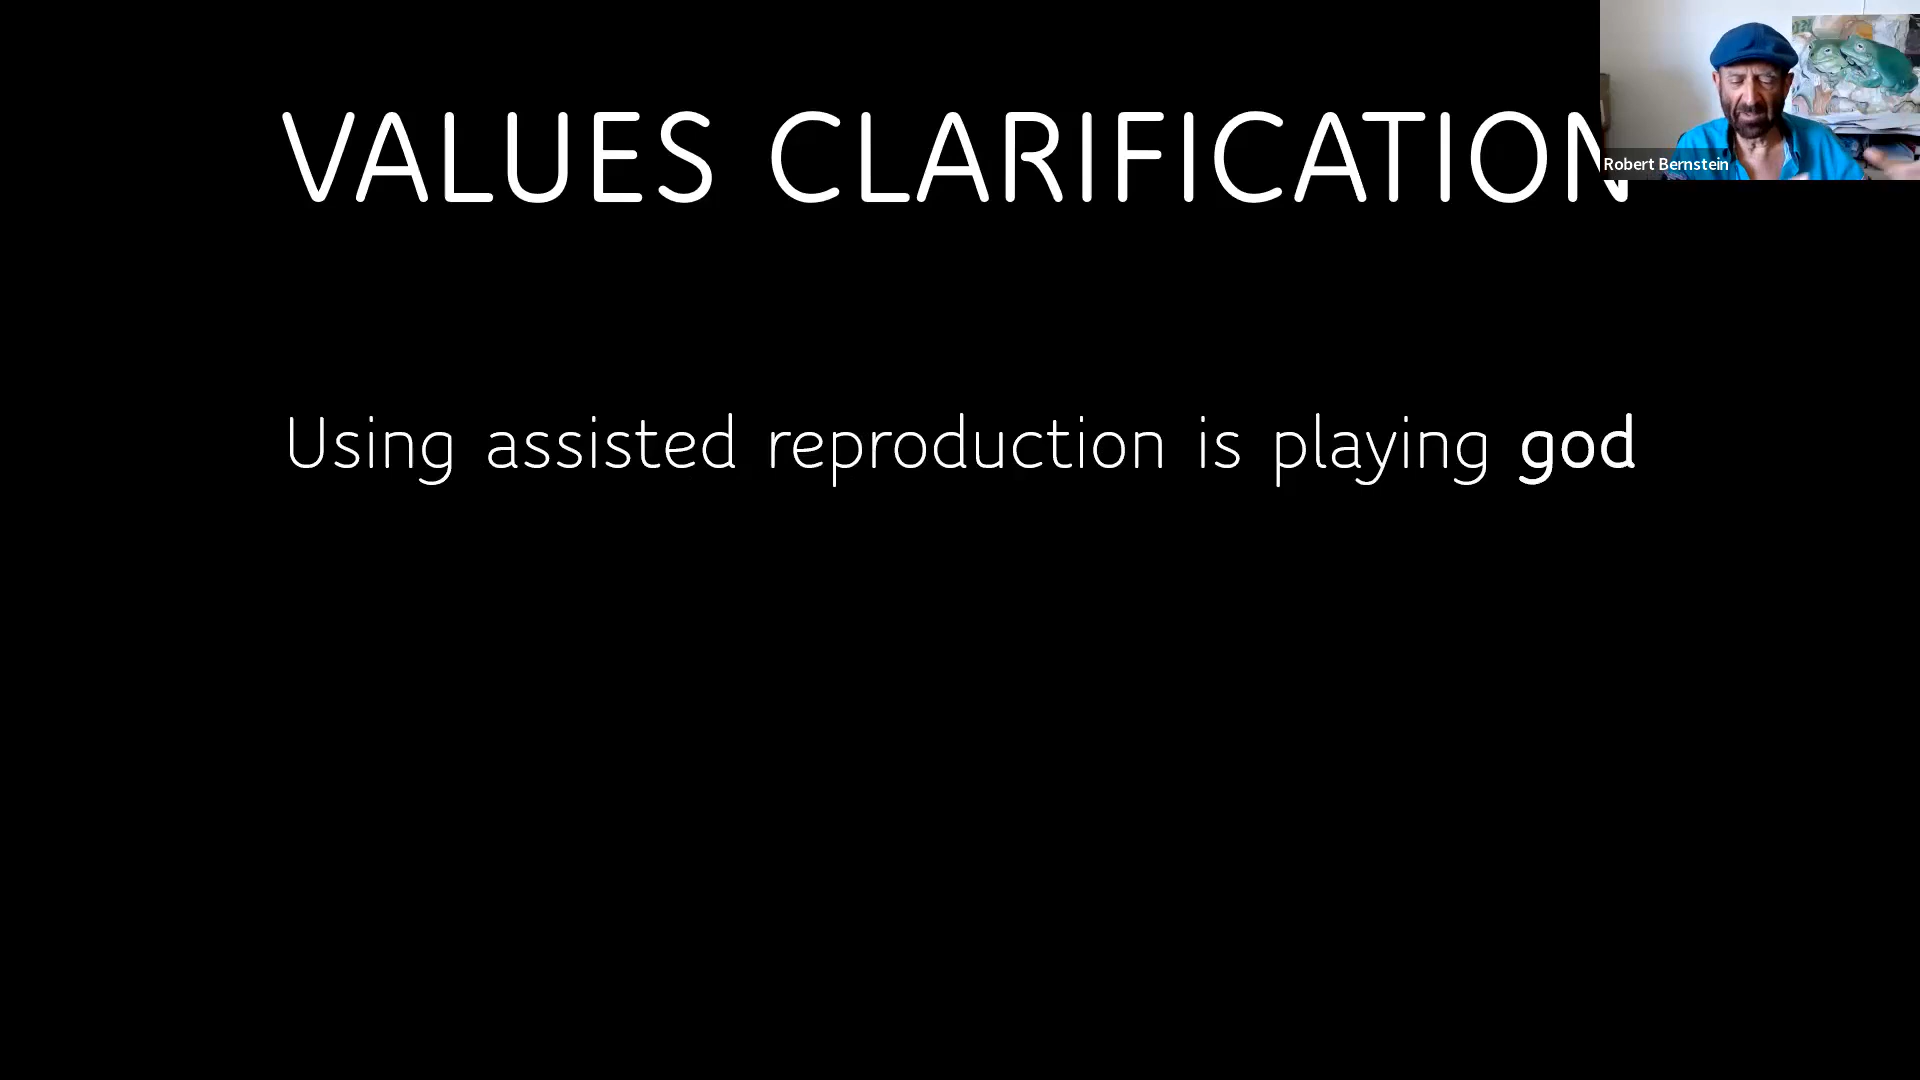 VALUES CLARIFICATION
Robert Bernstein
Using assisted reproduction is playing god